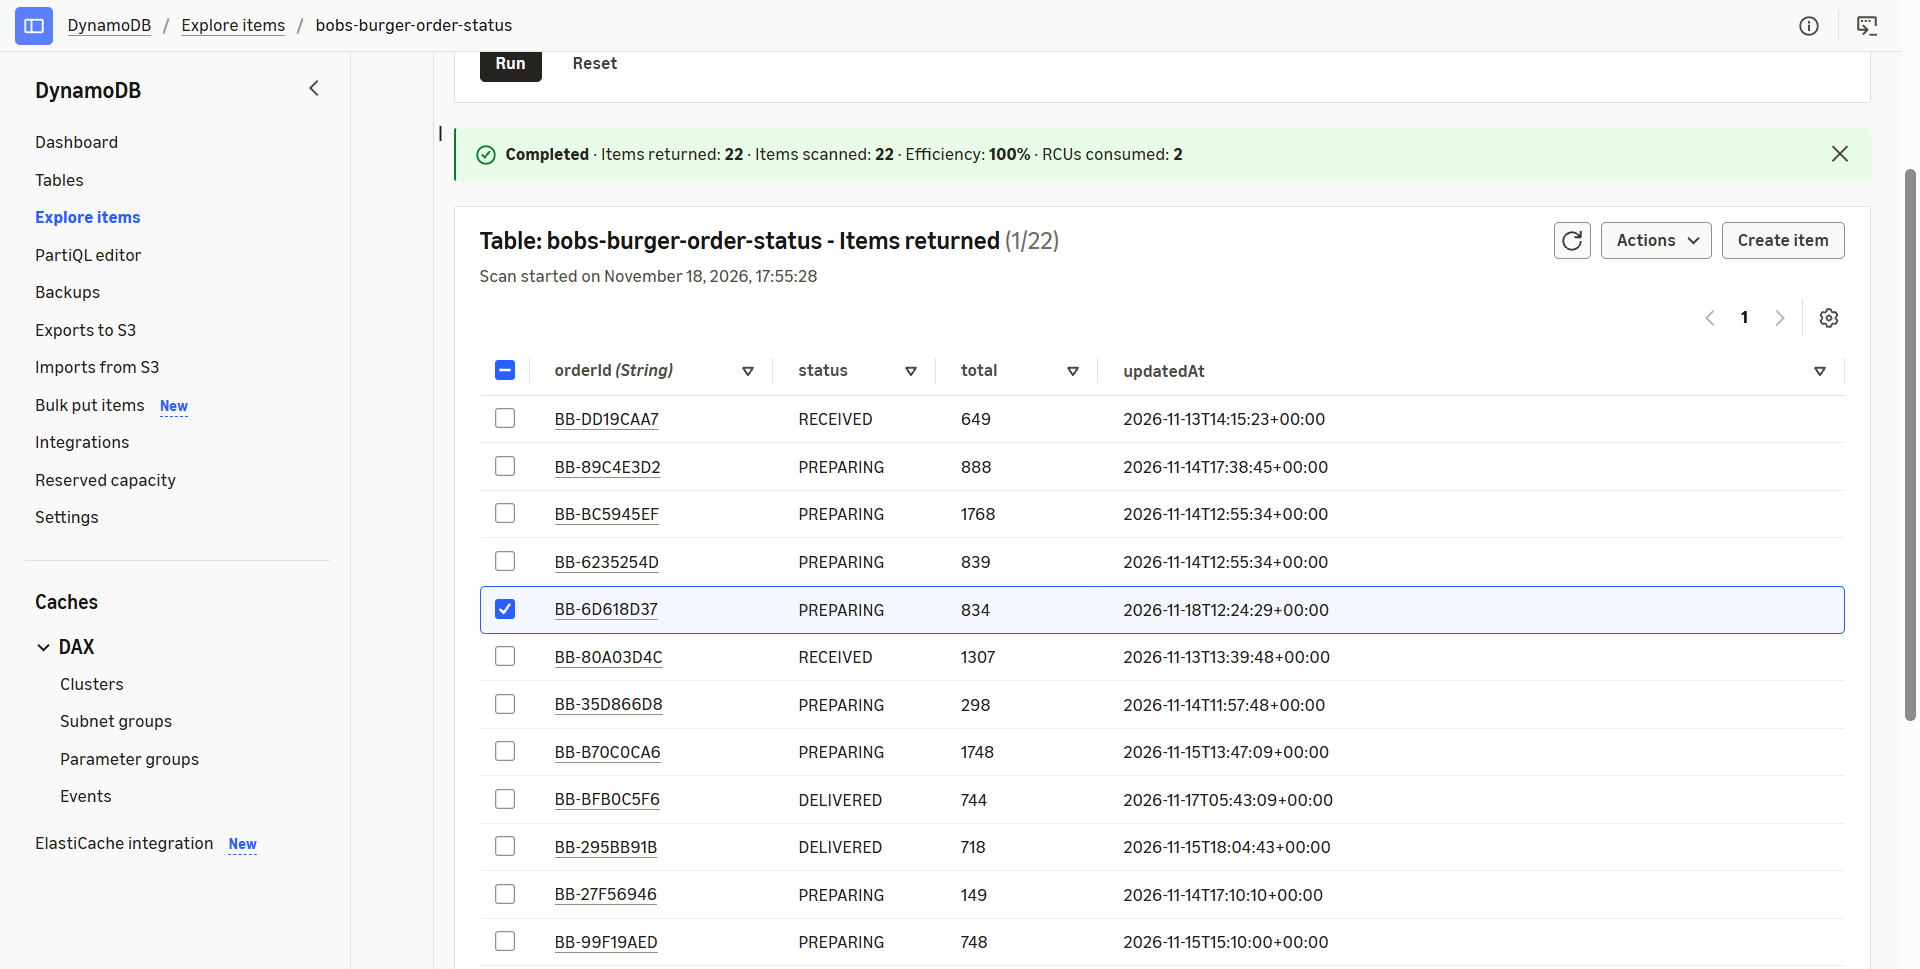 DynamoDB / Explore items / bobs-burger-order-status
DynamoDB
Dashboard
Tables
Explore items
PartiQL editor
Backups
Exports to S3
Imports from S3
Bulk put items New
Integrations
Reserved capacity
Settings
Caches
DAX
Clusters
Subnet groups
Parameter groups
Events
ElastiCache integration New
Run Reset
Completed · Items returned: 22 · Items scanned: 22 · Efficiency: 100% · RCUs consumed: 2
Table: bobs-burger-order-status - Items returned (1/22)
Actions Create item
Scan started on November 18, 2026, 17:55:28
1
orderId (String) status total updatedAt
BB-DD19CAA7 RECEIVED 649 2026-11-13T14:15:23+00:00
BB-89C4E3D2 PREPARING 888 2026-11-14T17:38:45+00:00
BB-BC5945EF PREPARING 1768 2026-11-14T12:55:34+00:00
BB-6235254D PREPARING 839 2026-11-14T12:55:34+00:00
BB-6D618D37 PREPARING 834 2026-11-18T12:24:29+00:00
BB-80A03D4C RECEIVED 1307 2026-11-13T13:39:48+00:00
BB-35D866D8 PREPARING 298 2026-11-14T11:57:48+00:00
BB-B70C0CA6 PREPARING 1748 2026-11-15T13:47:09+00:00
BB-BFB0C5F6 DELIVERED 744 2026-11-17T05:43:09+00:00
BB-295BB91B DELIVERED 718 2026-11-15T18:04:43+00:00
BB-27F56946 PREPARING 149 2026-11-14T17:10:10+00:00
BB-99F19AED PREPARING 748 2026-11-15T15:10:00+00:00